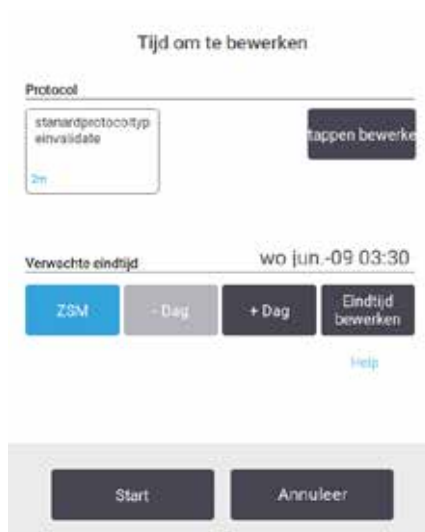 Tijd om te bewerken
Protocol
stanardprotocoltyp
einvalidate
2m
tappen bewerke
Verwachte eindtijd
wo jun.-09 03:30
ZSM
- Dag
+ Dag
Eindtijd
bewerken
Help
Start
Annuleer